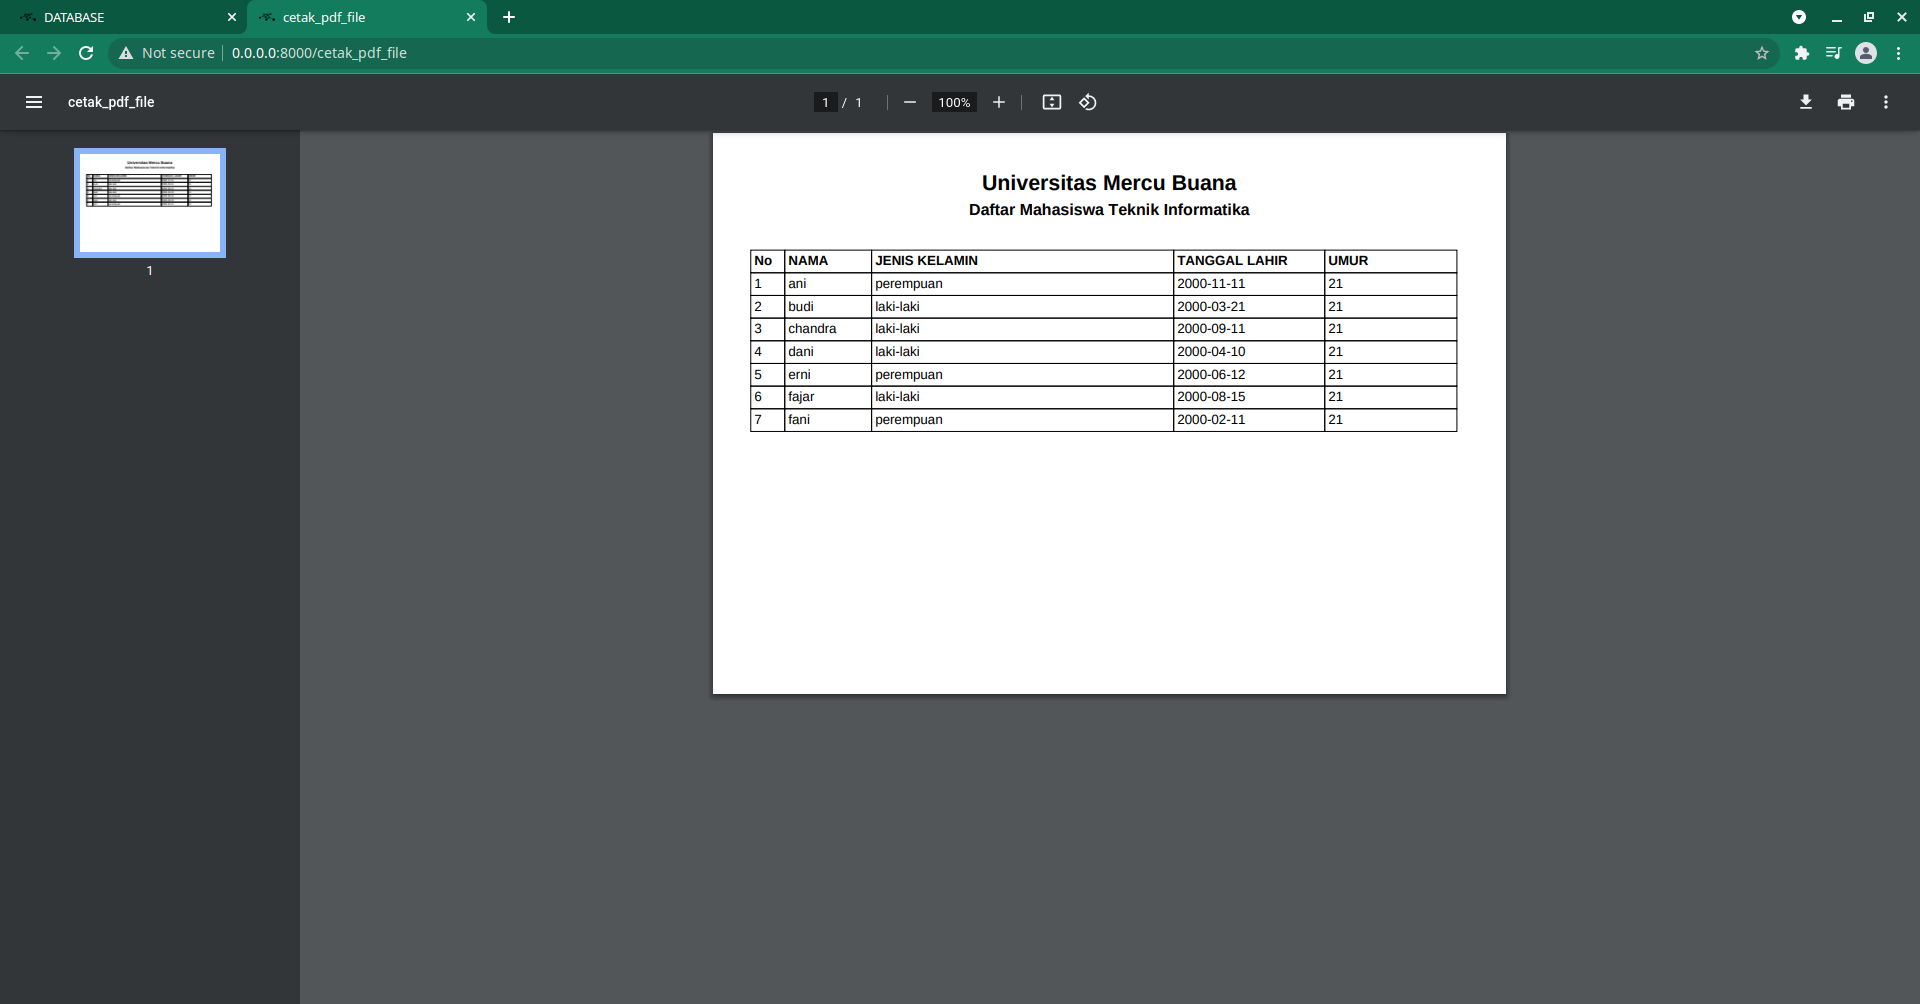 DATABASE
cetak_pdf_file
Not secure 0.0.0.0:8000/cetak_pdf_file
cetak_pdf_file
1 / 1
100%
1
Universitas Mercu Buana
Daftar Mahasiswa Teknik Informatika
No NAMA JENIS KELAMIN TANGGAL LAHIR UMUR
1 ani perempuan 2000-11-11 21
2 budi laki-laki 2000-03-21 21
3 chandra laki-laki 2000-09-11 21
4 dani laki-laki 2000-04-10 21
5 erni perempuan 2000-06-12 21
6 fajar laki-laki 2000-08-15 21
7 fani perempuan 2000-02-11 21